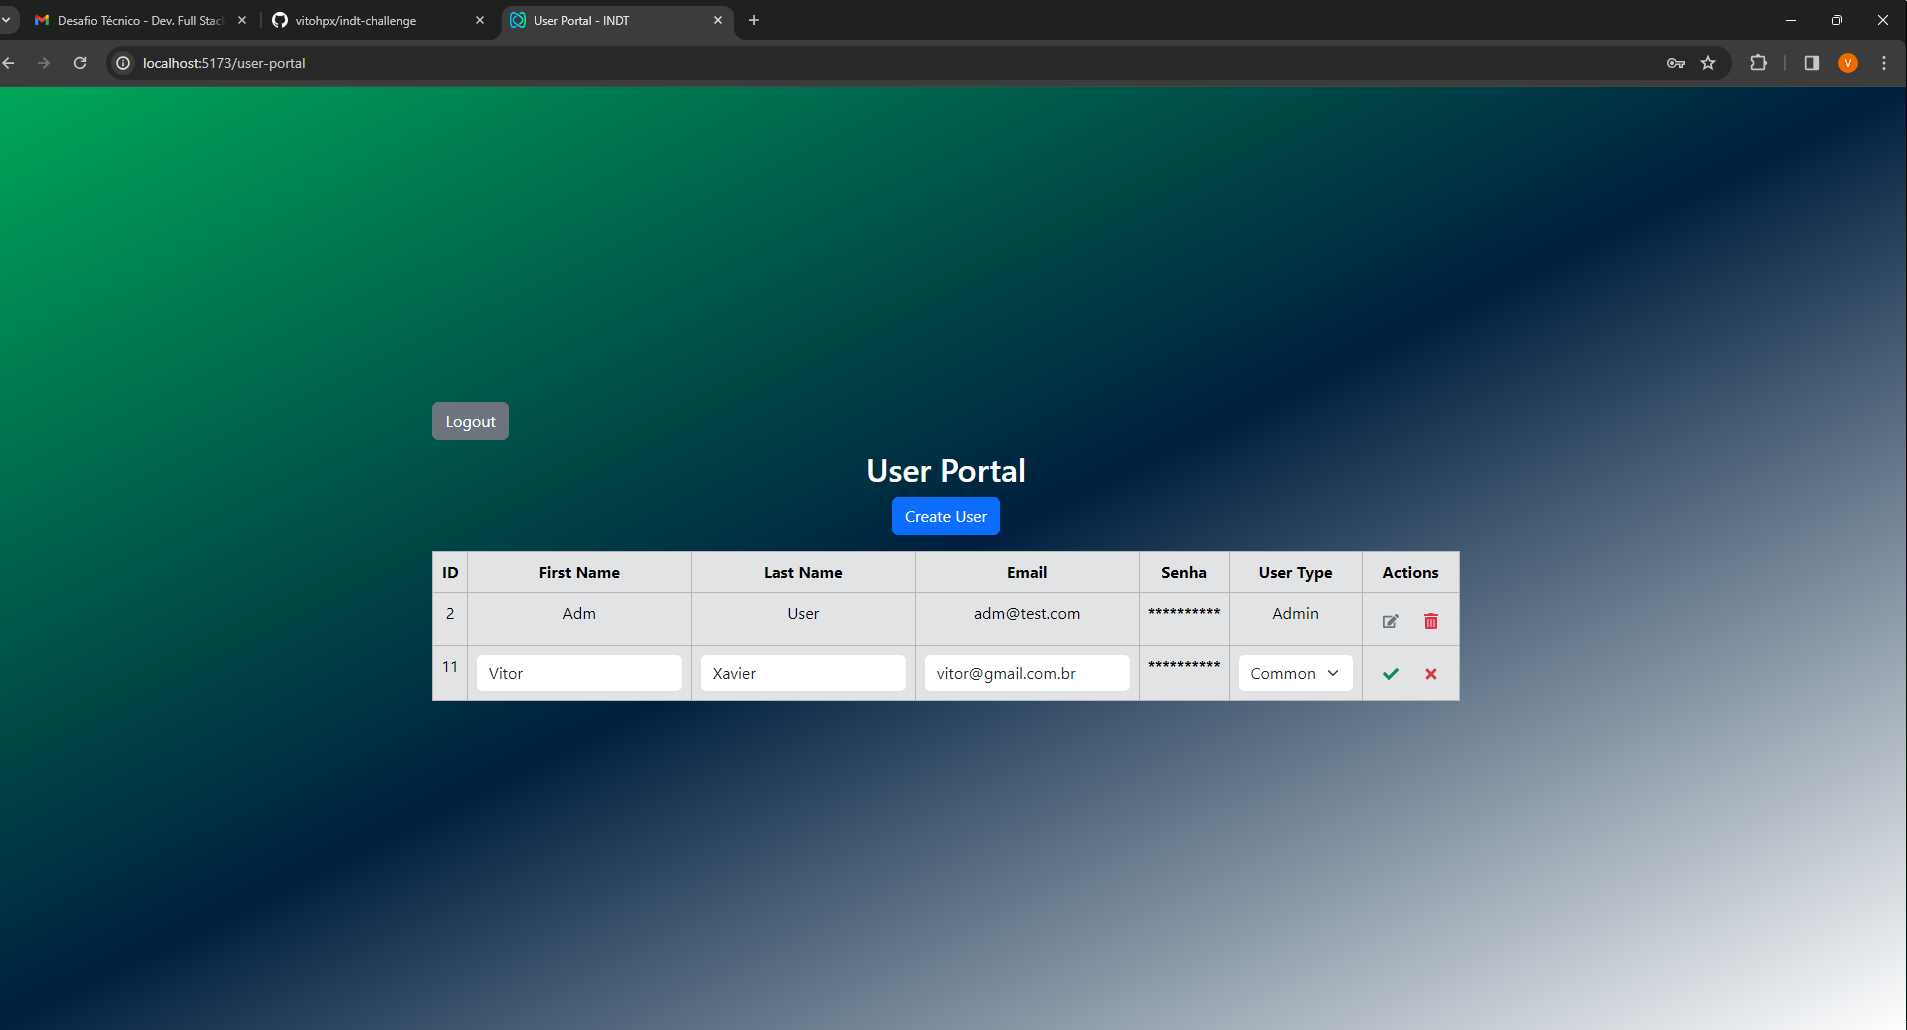 Desafio Técnico - Dev. Full Stac
vitohpx/indt-challenge
User Portal - INDT
localhost:5173/user-portal
V
Logout
User Portal
Create User
ID First Name Last Name Email Senha User Type Actions
2 Adm User adm@test.com ********** Admin
11 Vitor Xavier vitor@gmail.com.br ********** Common